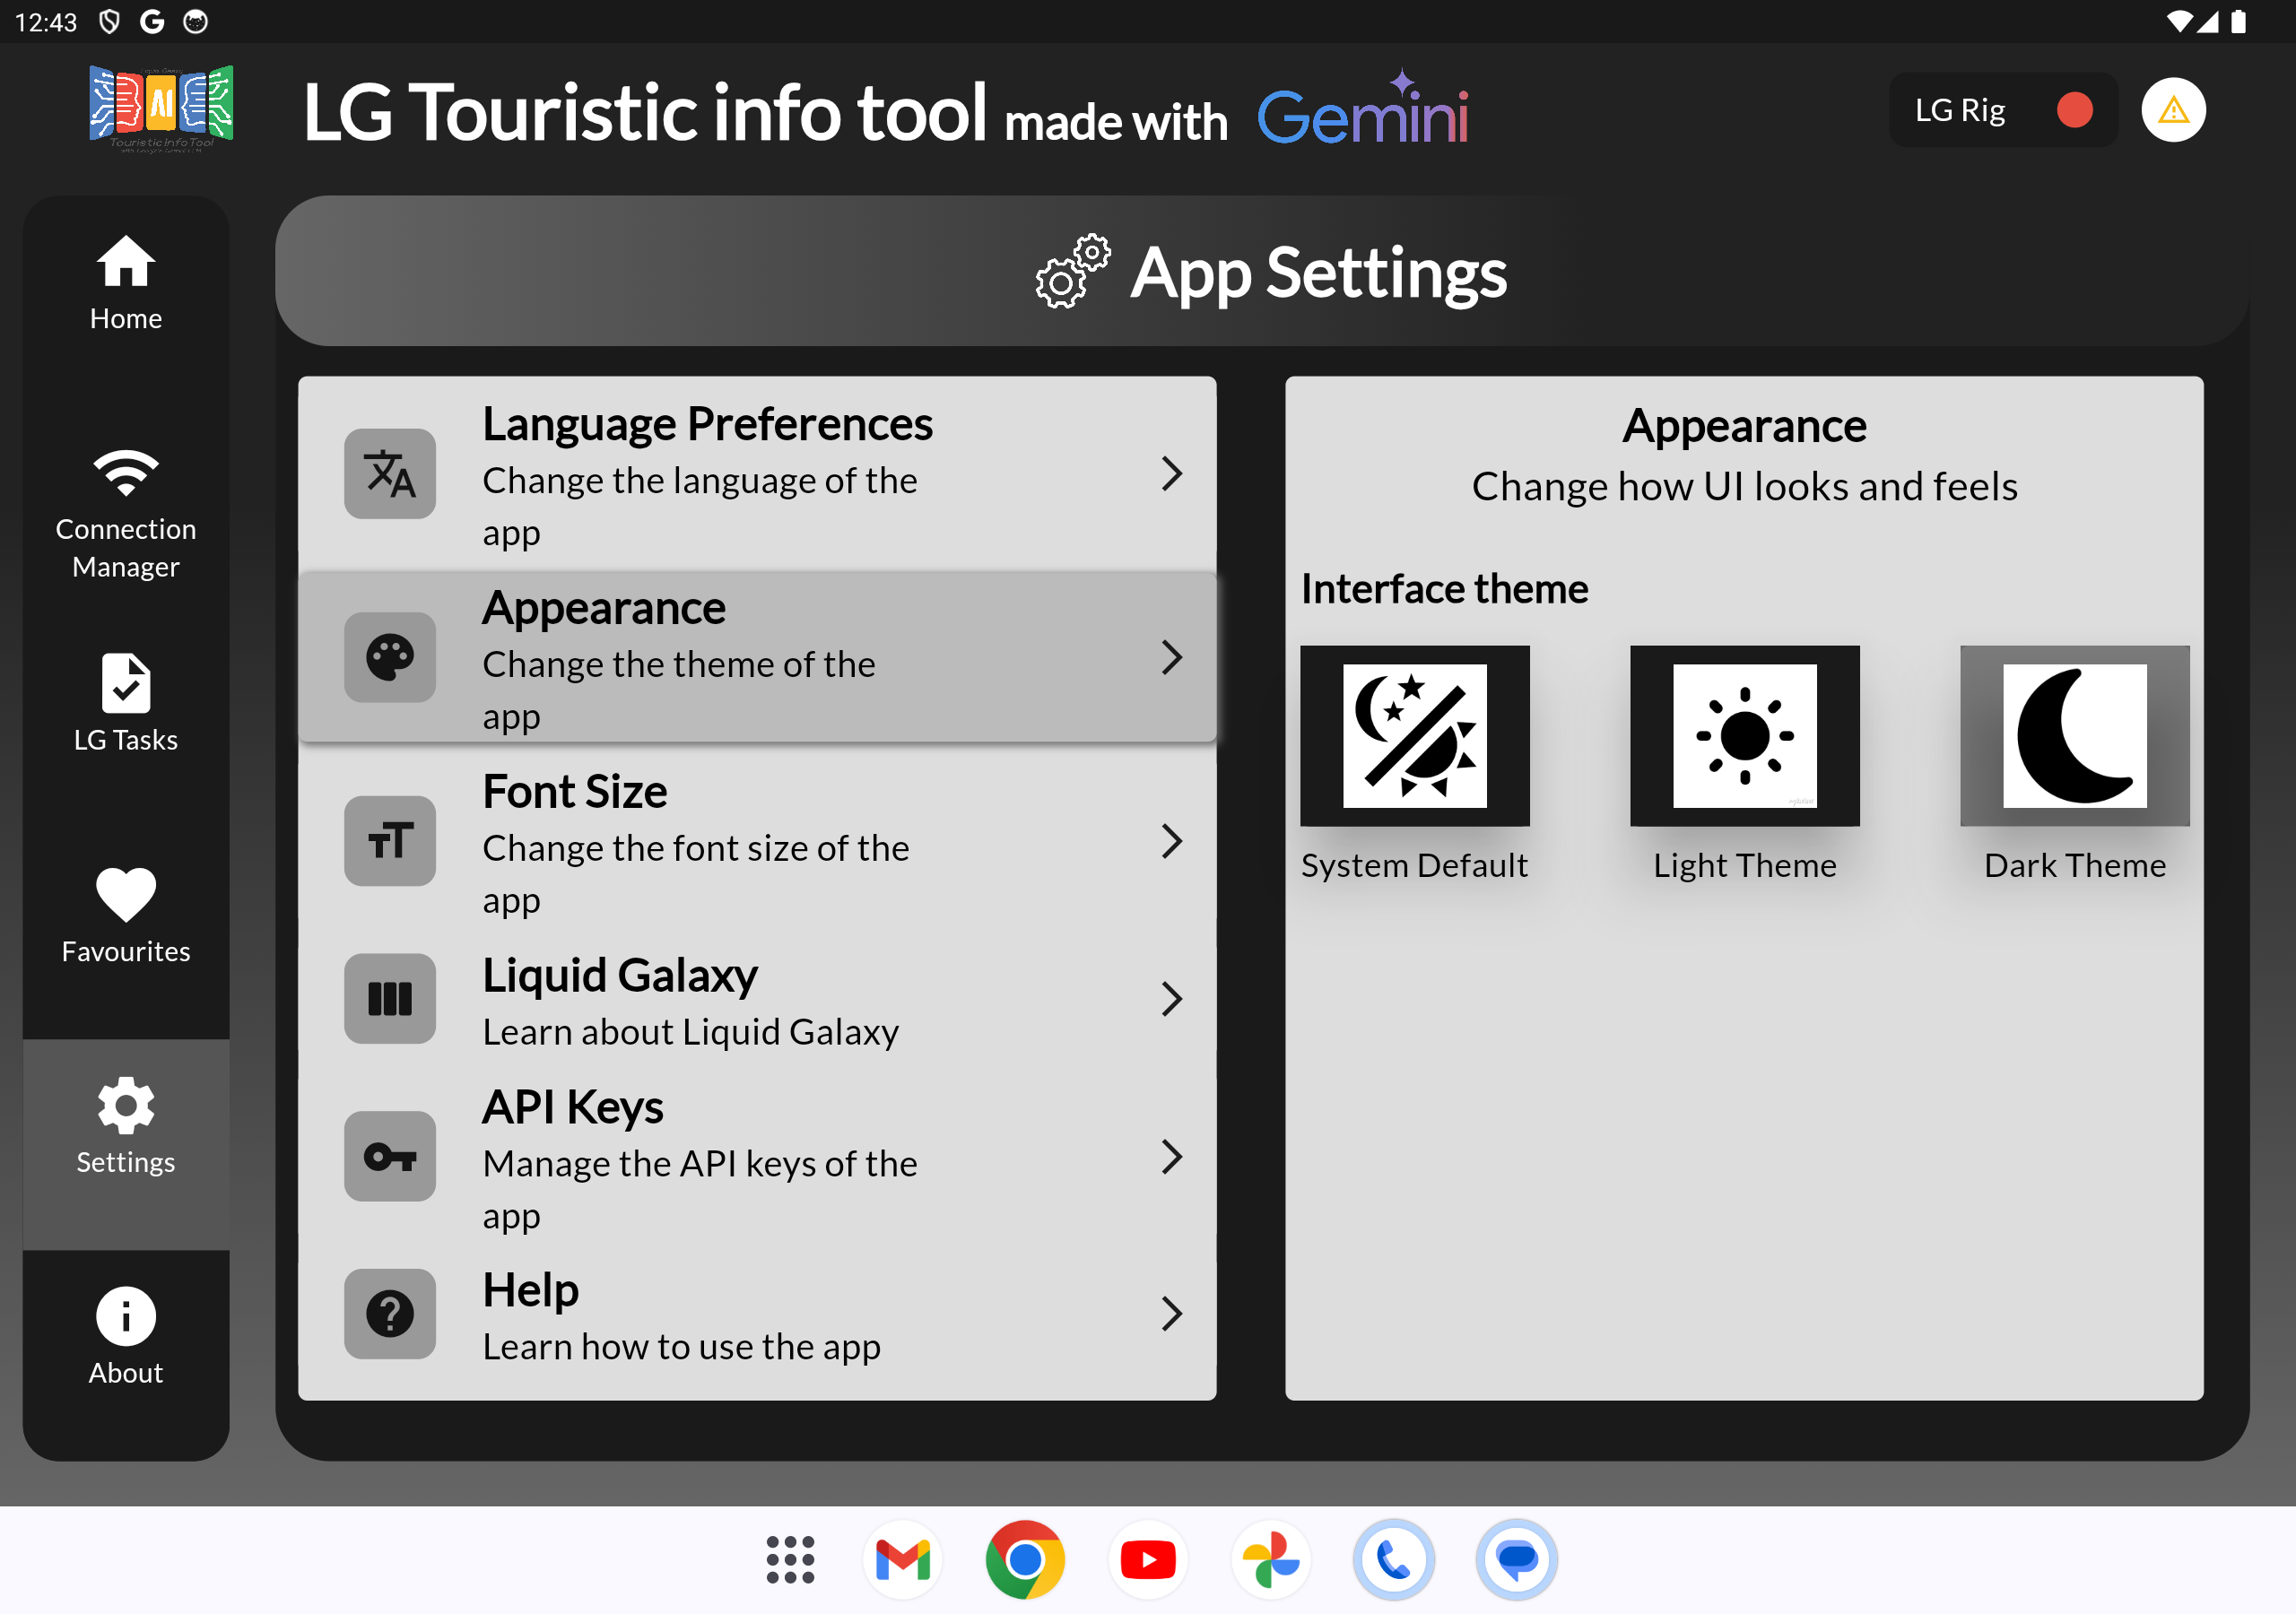 12:43
AI
TouristicInfoTool
LG Touristic info tool made with Gemini
LG Rig
Home
Connection
Manager
LG Tasks
Favourites
Settings
About
App Settings
Language Preferences
Change the language of the
app
Appearance
Change the theme of the
app
Font Size
Change the font size of the
app
Liquid Galaxy
Learn about Liquid Galaxy
API Keys
Manage the API keys of the
app
Help
Learn how to use the app
Appearance
Change how UI looks and feels
Interface theme
System Default
Light Theme
Dark Theme